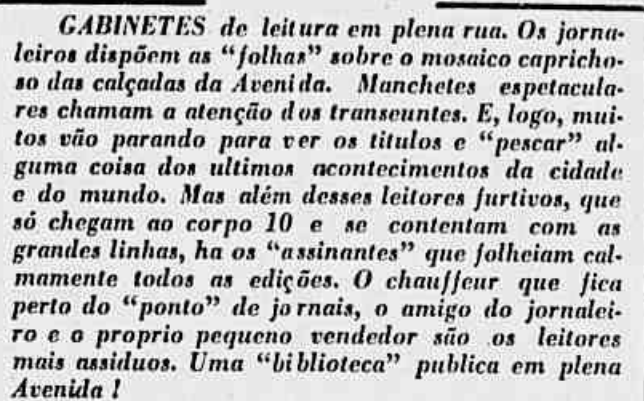 GABINETES de leitura em plena rua. Os jorna-
leiros dispõem as "folhas" sobre o mosaico capricho-
so das calçadas da Avenida. Manchetes espetacula-
res chamam a atenção dos transeuntes. E, logo, mui-
tos vão parando para ver os titulos e "pescar" al-
guma coisa dos ultimos acontecimentos da cidade
e do mundo. Mas além desses leitores furtivos, que
só chegam ao corpo 10 e se contentam com as
grandes linhas, ha os "assinantes" que folheiam cal-
mamente todos as edições. O chauffeur que fica
perto do "ponto" de jornais, o amigo do jornalei-
ro e o proprio pequeno vendedor são os leitores
mais assiduos. Uma "biblioteca" publica em plena
Avenida !